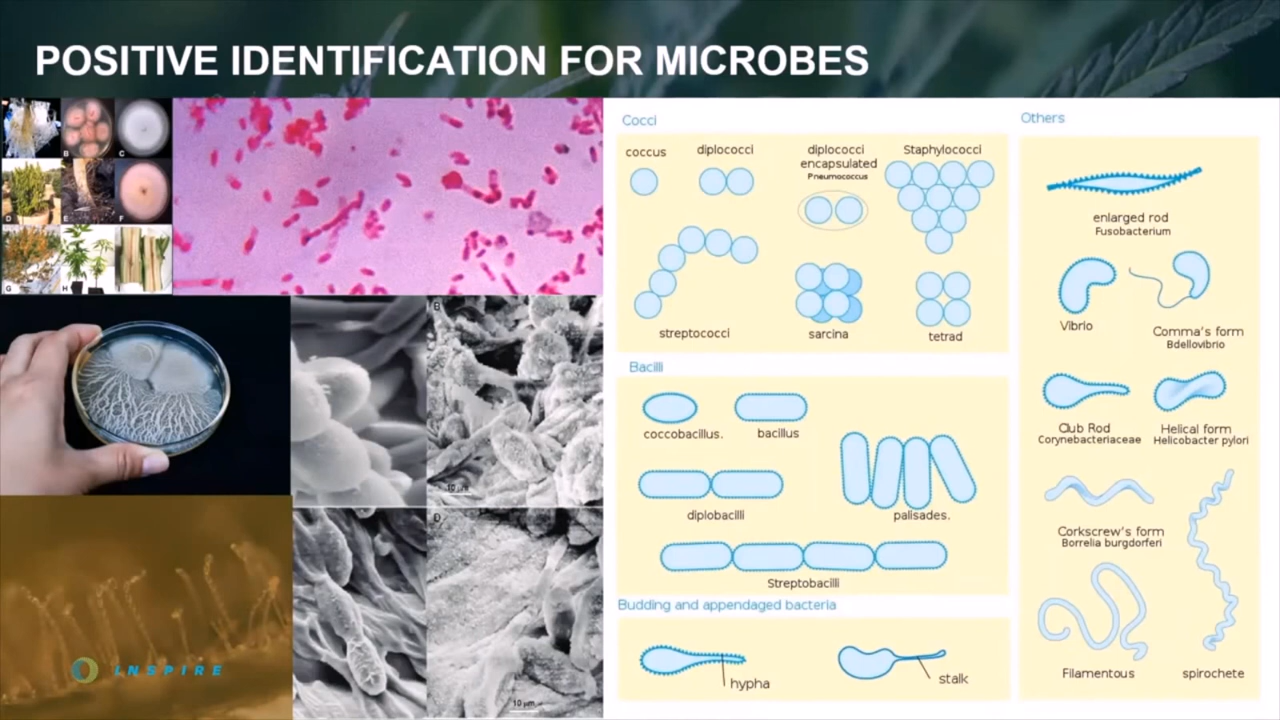 POSITIVE IDENTIFICATION FOR MICROBES
B
C
D
E
F
G
H
B
10 µm
D
10 µm
LNSPIRE
Cocci
coccus
diplococci
diplococci
encapsulated
Pneumococcus
Staphylococci
streptococci
sarcina
tetrad
Bacilli
coccobacillus.
bacillus
diplobacilli
palisades.
Streptobacilli
Budding and appendaged bacteria
hypha
stalk
Others
enlarged rod
Fusobacterium
Vibrio
Comma's form
Bdellovibrio
Club Rod
Corynebacteriaceae
Helical form
Helicobacter pylori
Corkscrew's form
Borrelia burgdorferi
Filamentous
spirochete